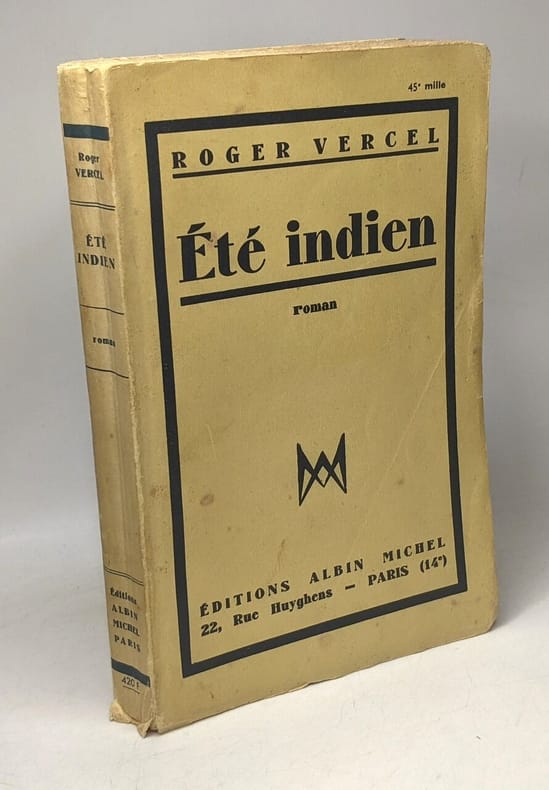 45e mille
ROGER VERCEL
Été indien
roman
ÉDITIONS ALBIN MICHEL
22, Rue Huyghens — PARIS (14e)
Roger
VERCEL
ÉTÉ
INDIEN
roman
Éditions
ALBIN
MICHEL
PARIS